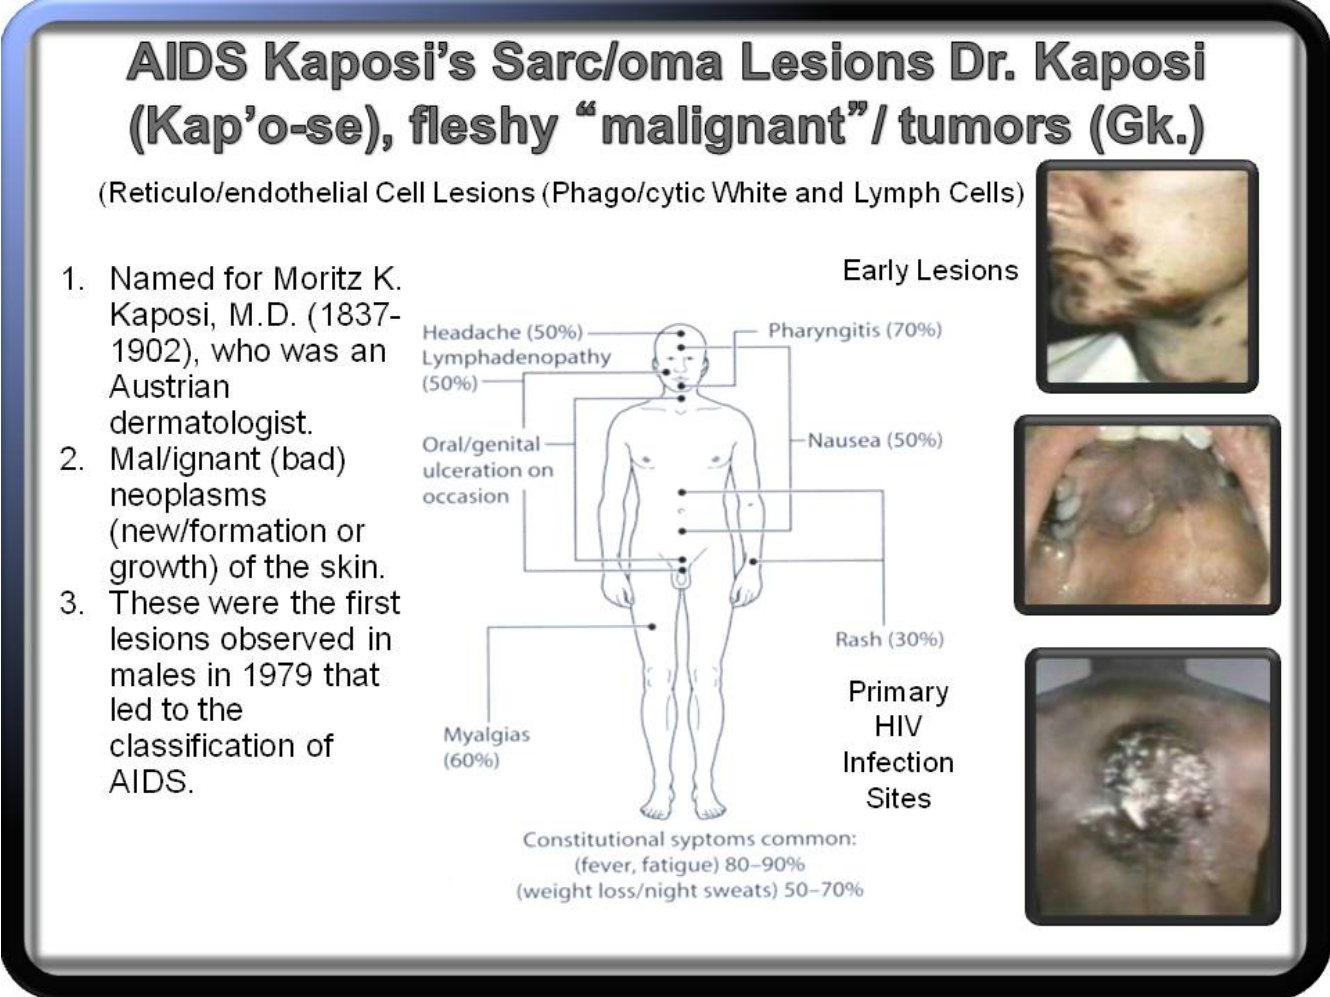 AIDS Kaposi's Sarc/oma Lesions Dr. Kaposi
(Kap'o-se), fleshy “malignant”/ tumors (Gk.)
(Reticulo/endothelial Cell Lesions (Phago/cytic White and Lymph Cells)
1. Named for Moritz K.
Kaposi, M.D. (1837-
1902), who was an
Austrian
dermatologist.
2. Mal/ignant (bad)
neoplasms
(new/formation or
growth) of the skin.
3. These were the first
lesions observed in
males in 1979 that
led to the
classification of
AIDS.
Early Lesions
Headache (50%)
Lymphadenopathy
(50%)
Oral/genital
ulceration on
occasion
Myalgias
(60%)
Pharyngitis (70%)
Nausea (50%)
Rash (30%)
Primary
HIV
Infection
Sites
Constitutional syptoms common:
(fever, fatigue) 80–90%
(weight loss/night sweats) 50–70%